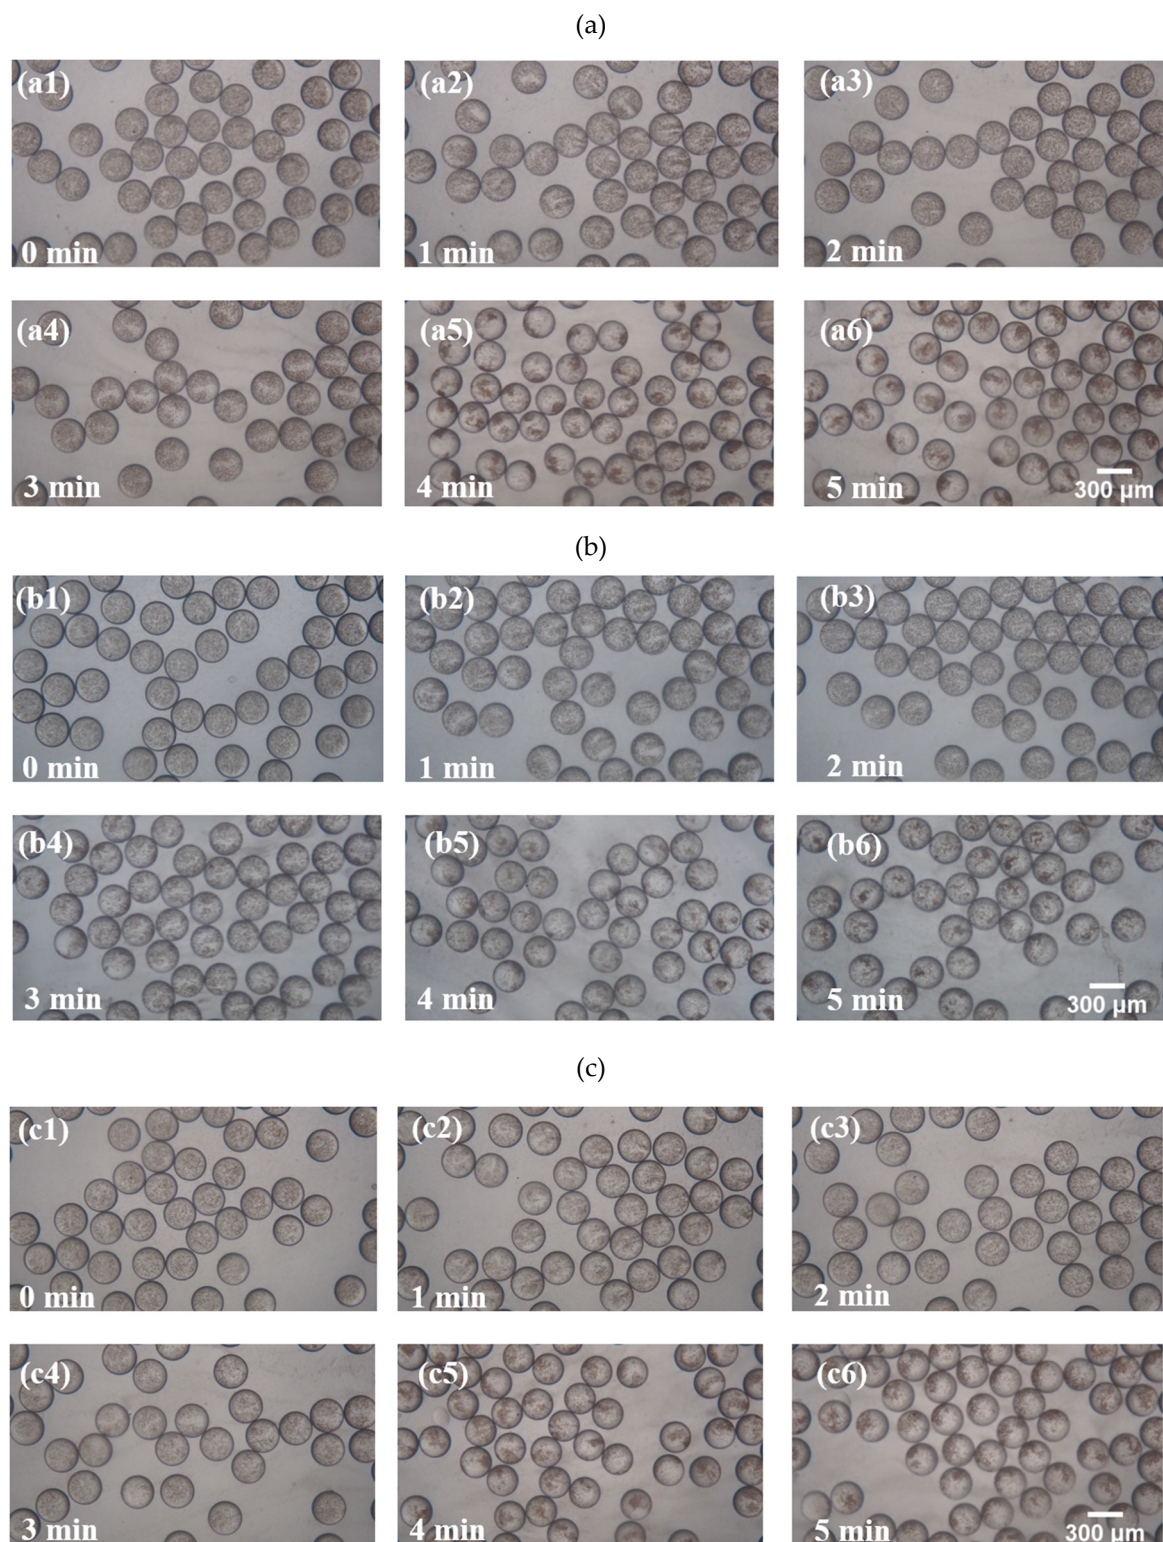 (a)
(a1)
(a2)
(a3)
0 min
1 min
2 min
(a4)
(a5)
(a6)
3 min
4 min
5 min
300 µm
(b)
(b1)
(b2)
(b3)
0 min
1 min
2 min
(b4)
(b5)
(b6)
3 min
4 min
5 min
300 µm
(c)
(c1)
(c2)
(c3)
0 min
1 min
2 min
(c4)
(c5)
(c6)
3 min
4 min
5 min
300 µm